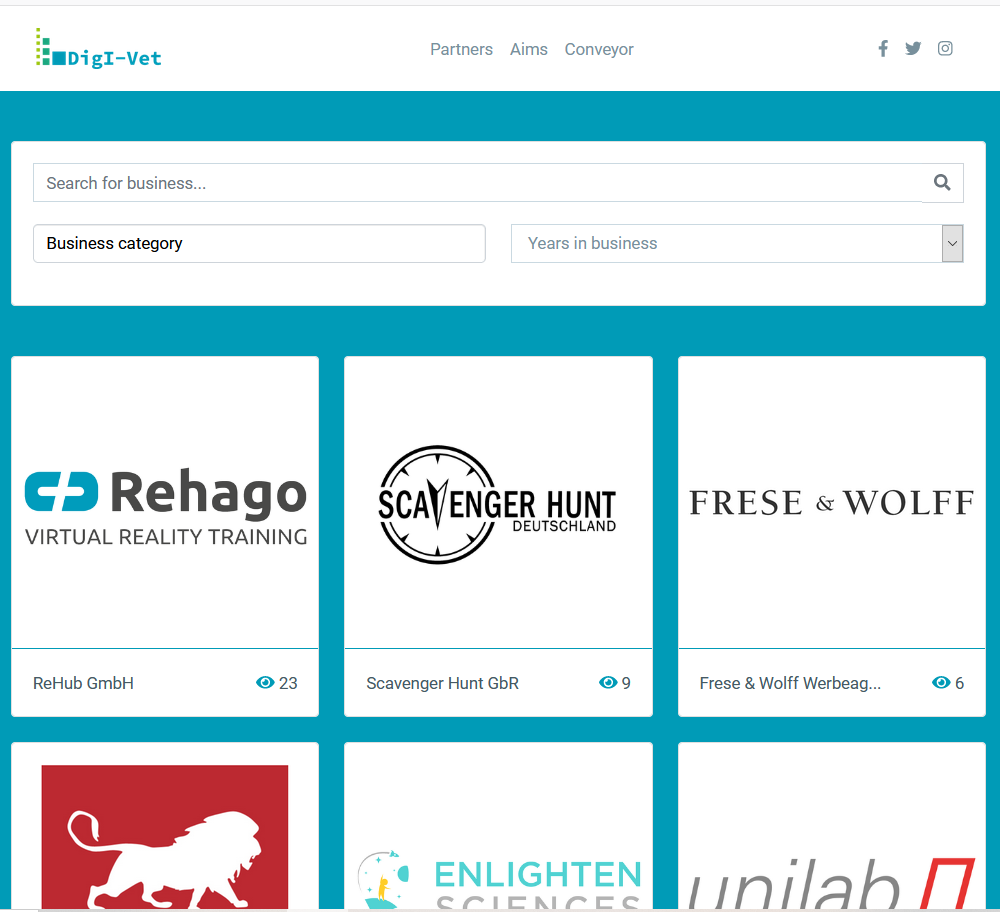 DigI-Vet
Partners Aims Conveyor
Search for business...
Business category
Years in business
Rehago
VIRTUAL REALITY TRAINING
SCAVENGER HUNT
DEUTSCHLAND
FRESE & WOLFF
ReHub GmbH 23
Scavenger Hunt GbR 9
Frese & Wolff Werbeag... 6
ENLIGHTEN
SCIENCES
unilab